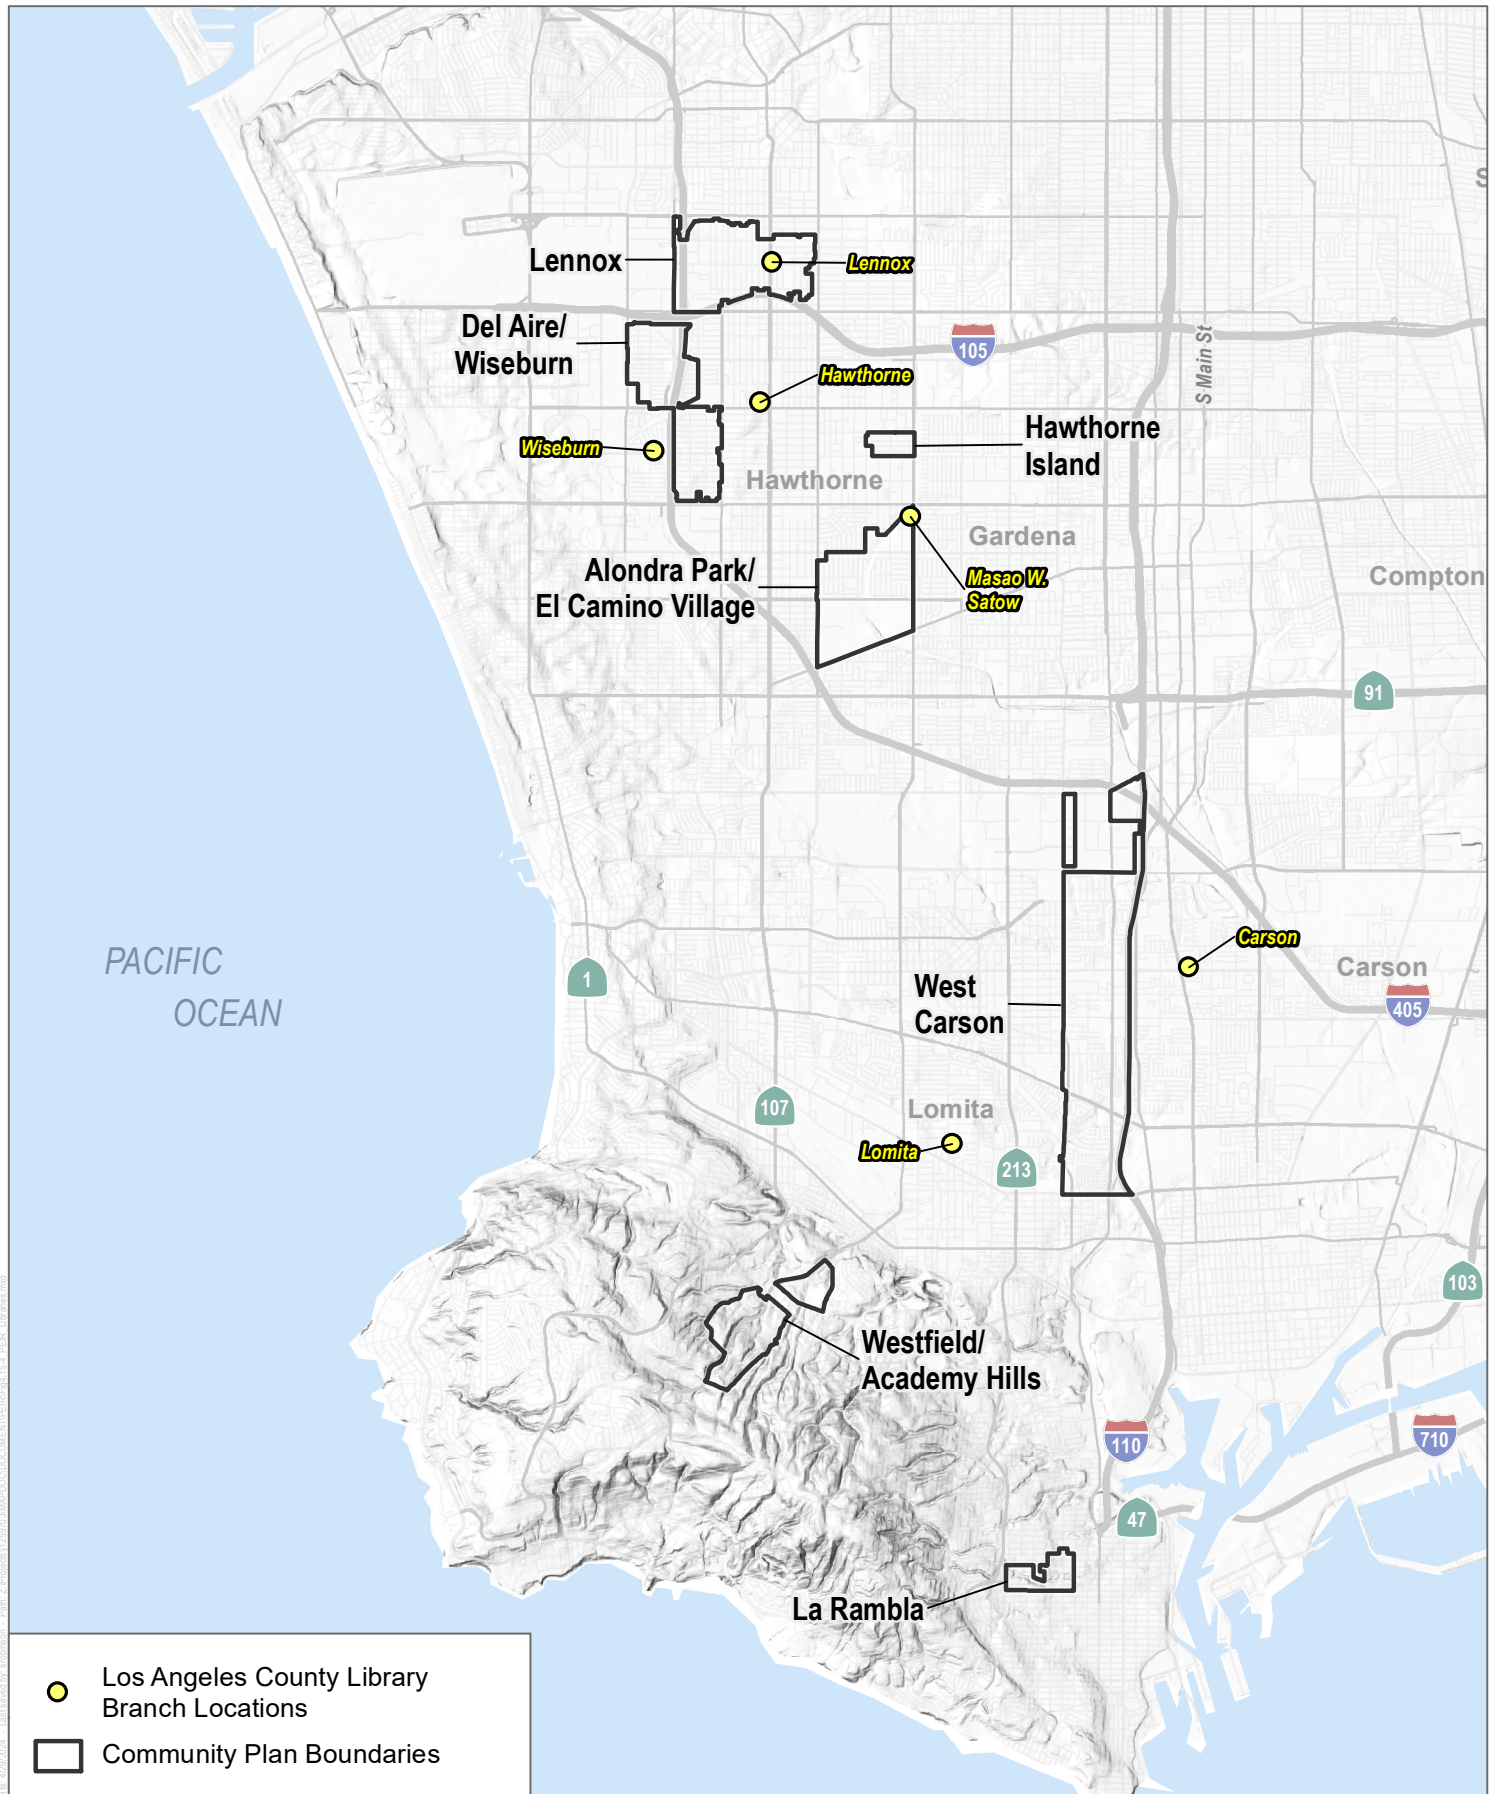 S
Lennox
Lennox
Del Aire/
Wiseburn
105
S Main St
Hawthorne
Hawthorne
Island
Wiseburn
Hawthorne
Gardena
Alondra Park/
El Camino Village
Masao W.
Satow
Compton
91
Carson
PACIFIC
OCEAN
1
West
Carson
Carson
405
107
Lomita
Lomita
213
103
Westfield/
Academy Hills
110
710
47
La Rambla
Los Angeles County Library
Branch Locations
Community Plan Boundaries